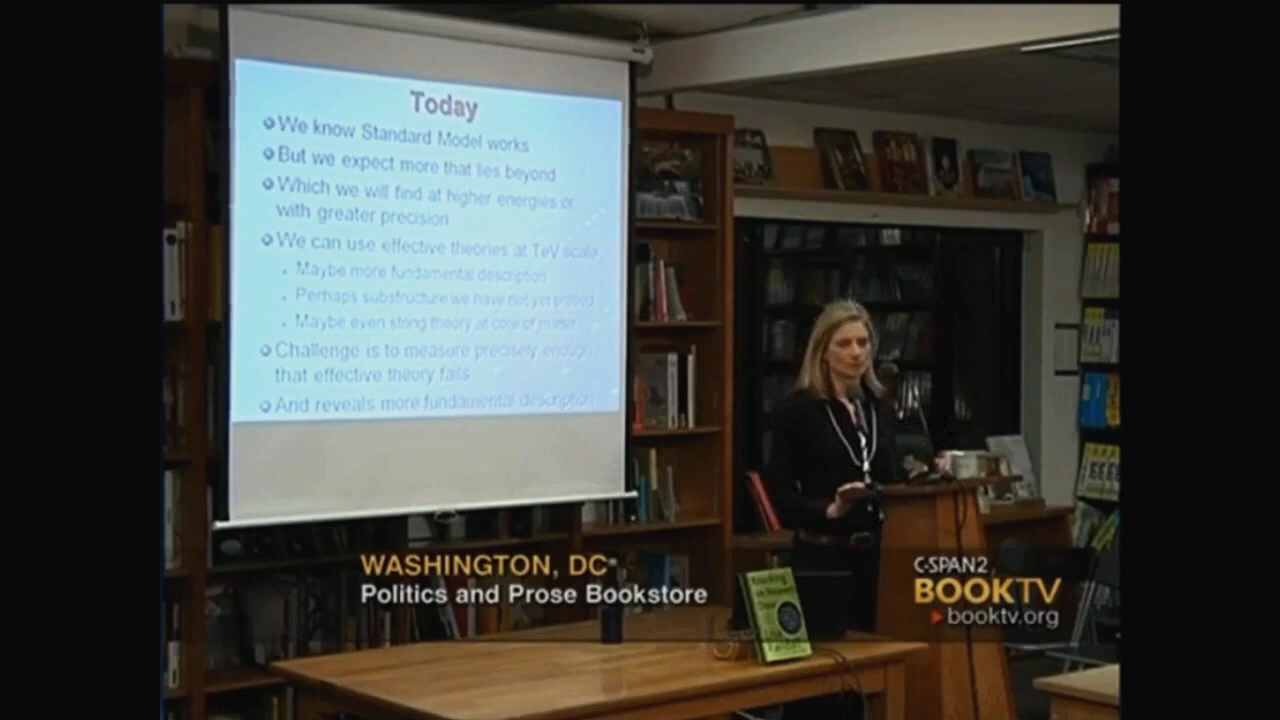 Today
We know Standard Model works
But we expect more that lies beyond
Which we will find at higher energies or
with greater precision
We can use effective theories at TeV scale
Maybe more fundamental description
Perhaps substructure we have not yet probed
Maybe even string theory at core of matter
Challenge is to measure precisely enough
that effective theory fails
And reveals more fundamental description
WASHINGTON, DC
Politics and Prose Bookstore
C-SPAN2
BOOKTV
booktv.org
Knocking
on Heaven's
Door